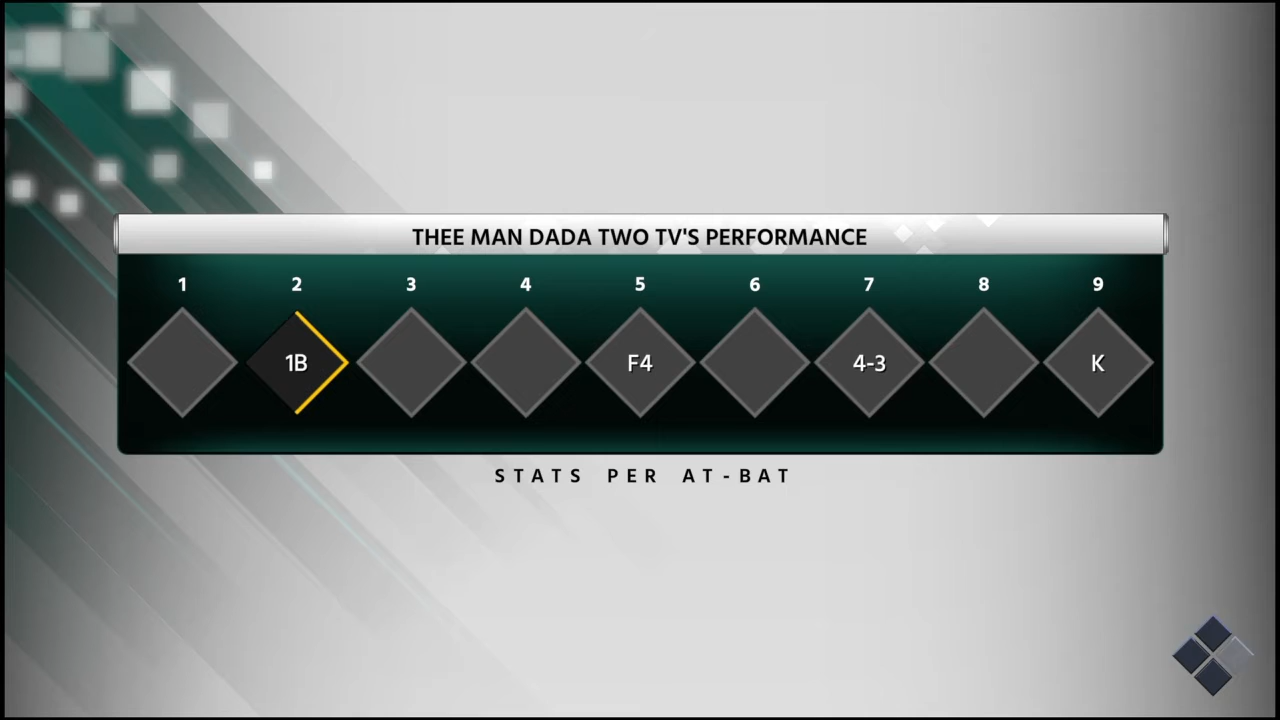 THEE MAN DADA TWO TV'S PERFORMANCE
1 2 3 4 5 6 7 8 9
1B F4 4-3 K
STATS PER AT-BAT